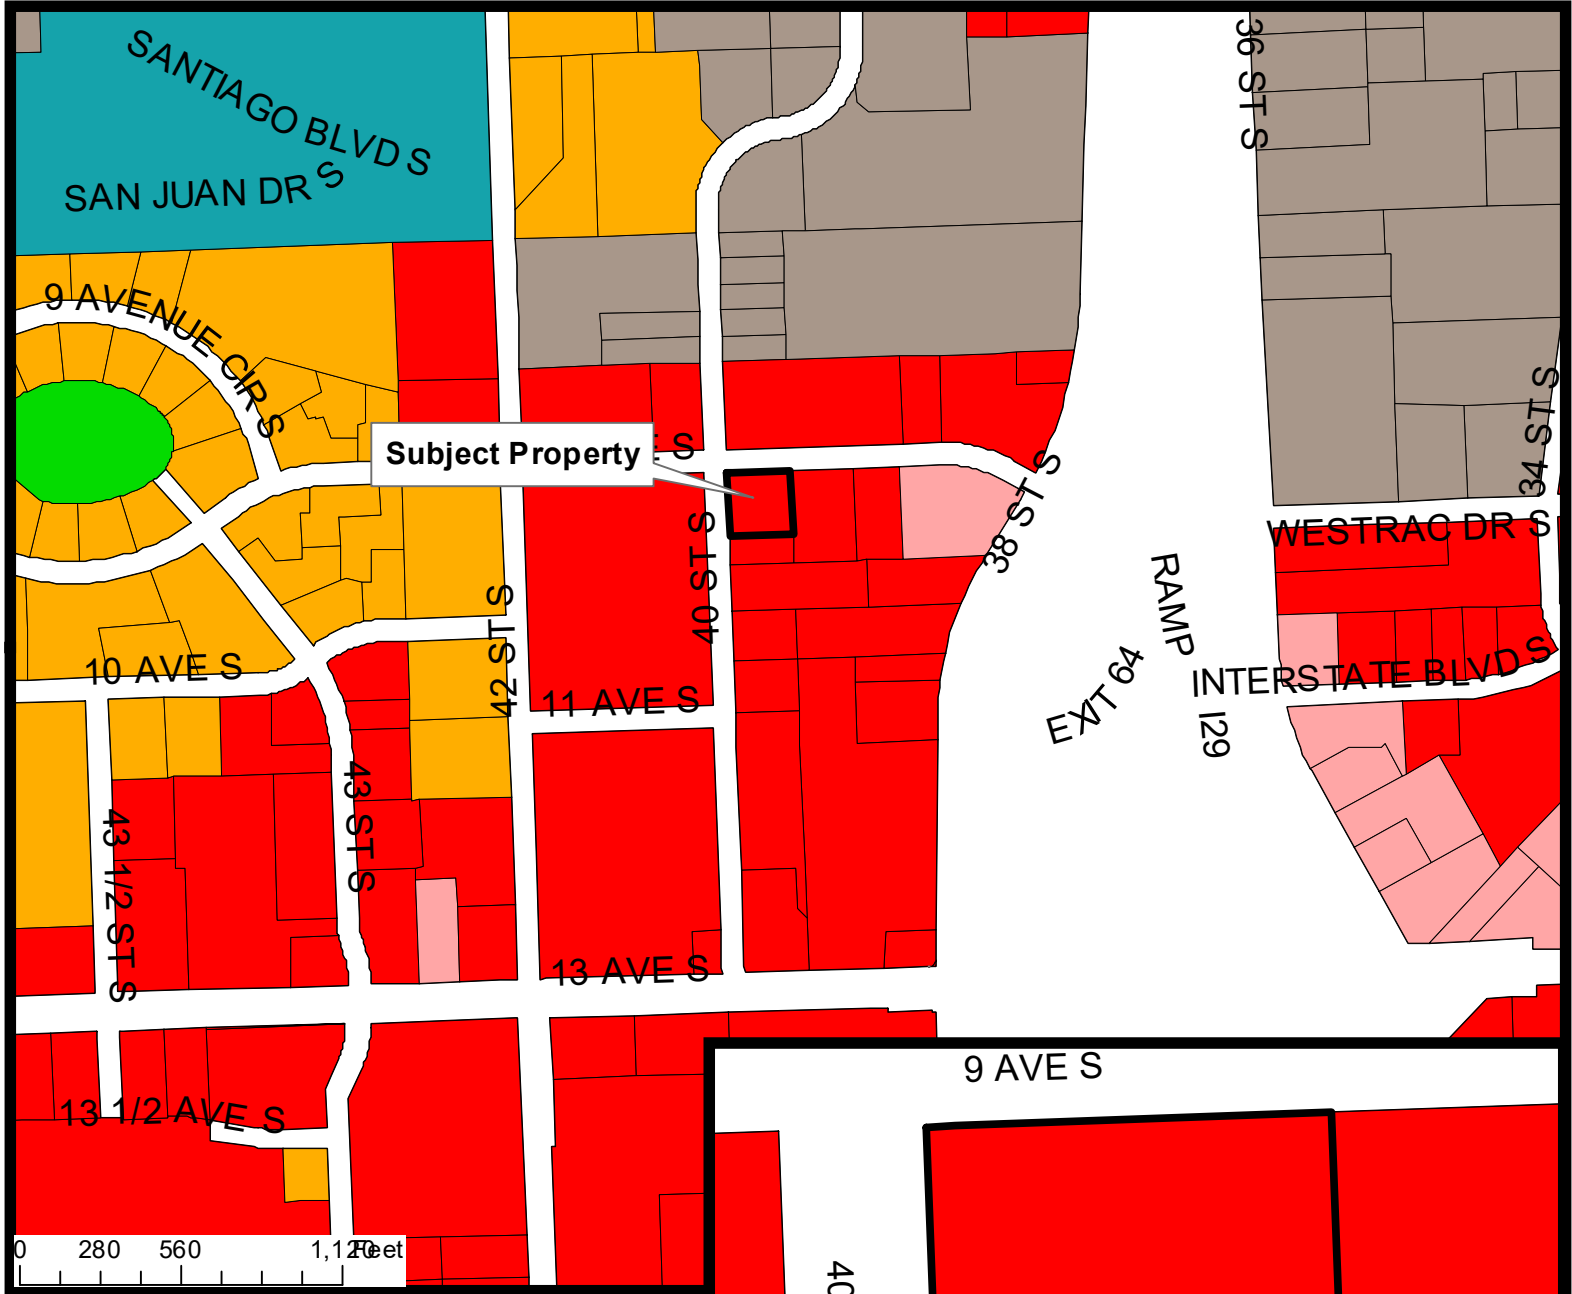 SANTIAGO BLVD S
SAN JUAN DR S
36 ST S
9 AVENUE CIR S
Subject Property
E S
34 ST S
38 ST S
WESTRAC DR S
40 ST S
42 ST S
RAMP
EXIT 64
I29
10 AVE S
11 AVE S
INTERSTATE BLVD S
43 ST S
43 1/2 ST S
13 AVE S
13 1/2 AVE S
9 AVE S
40
0 280 560 1,120 Feet